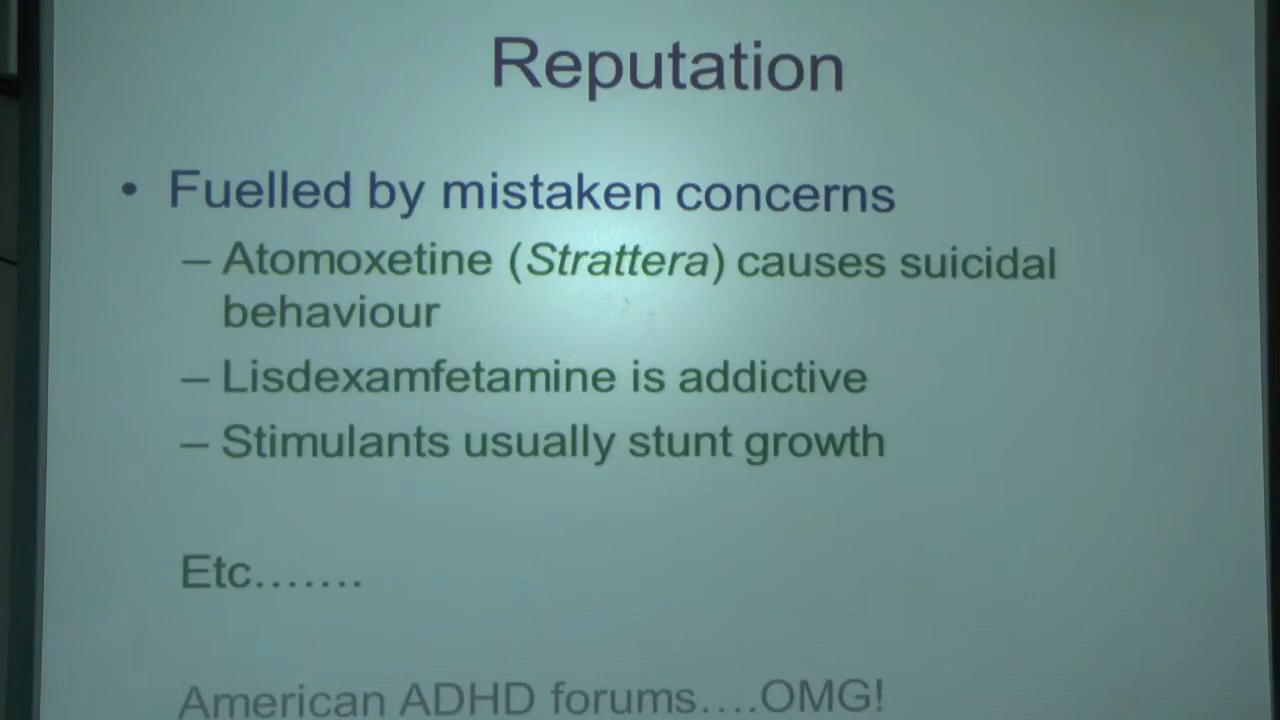 Reputation
• Fuelled by mistaken concerns
– Atomoxetine (Strattera) causes suicidal
behaviour
– Lisdexamfetamine is addictive
– Stimulants usually stunt growth
Etc…….
American ADHD forums….OMG!